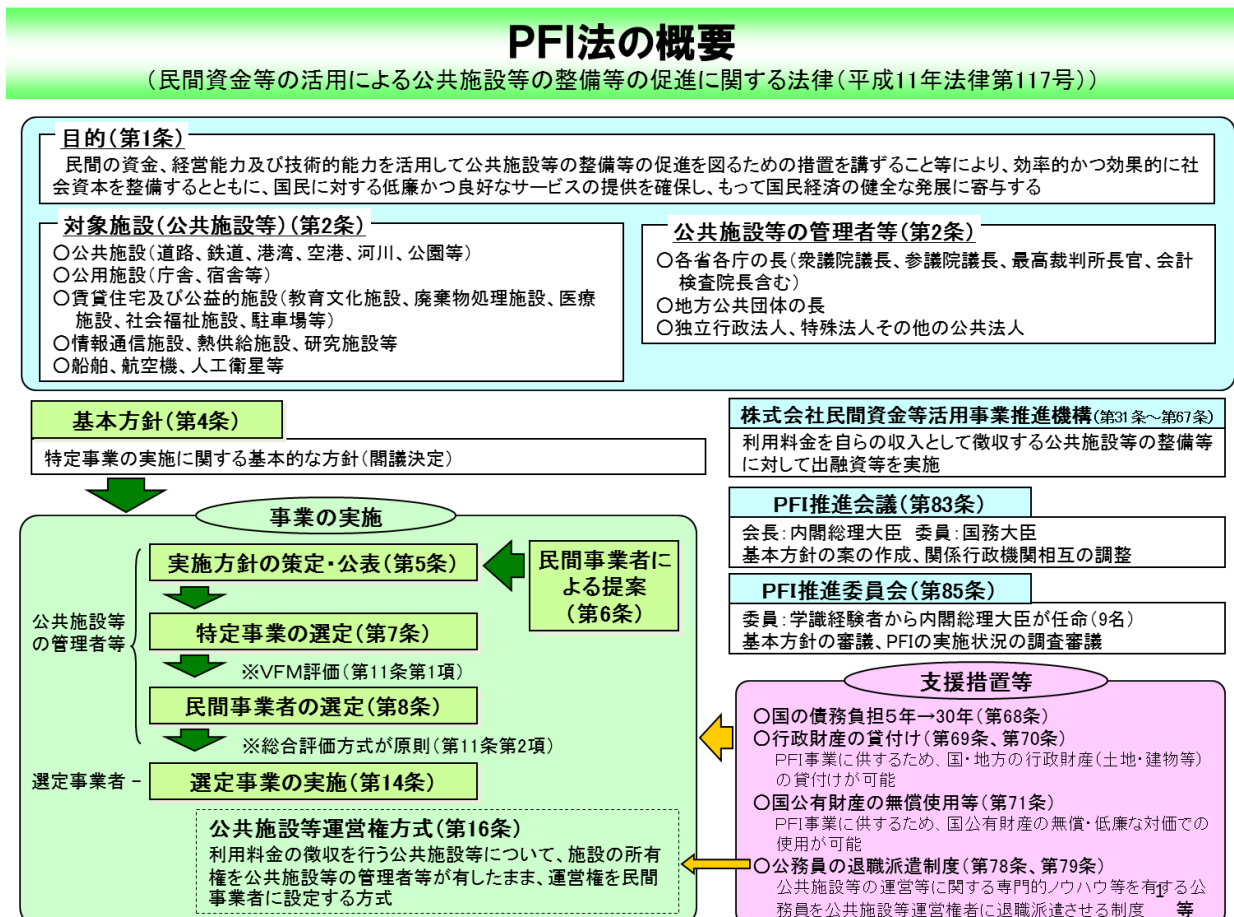 PFI法の概要
（民間資金等の活用による公共施設等の整備等の促進に関する法律（平成11年法律第117号））
目的（第1条）
民間の資金、経営能力及び技術的能力を活用して公共施設等の整備等の促進を図るための措置を講ずること等により、効率的かつ効果的に社
会資本を整備するとともに、国民に対する低廉かつ良好なサービスの提供を確保し、もって国民経済の健全な発展に寄与する
対象施設（公共施設等）（第2条）
○公共施設（道路、鉄道、港湾、空港、河川、公園等）
○公用施設（庁舎、宿舎等）
○賃貸住宅及び公益的施設（教育文化施設、廃棄物処理施設、医療
施設、社会福祉施設、駐車場等）
○情報通信施設、熱供給施設、研究施設等
○船舶、航空機、人工衛星等
公共施設等の管理者等（第2条）
○各省各庁の長（衆議院議長、参議院議長、最高裁判所長官、会計
検査院長含む）
○地方公共団体の長
○独立行政法人、特殊法人その他の公共法人
基本方針（第4条）
特定事業の実施に関する基本的な方針（閣議決定）
事業の実施
実施方針の策定・公表（第5条）
民間事業者に
よる提案
（第6条）
公共施設等
の管理者等
特定事業の選定（第7条）
※VFM評価（第11条第1項）
民間事業者の選定（第8条）
※総合評価方式が原則（第11条第2項）
選定事業者
選定事業の実施（第14条）
公共施設等運営権方式（第16条）
利用料金の徴収を行う公共施設等について、施設の所有
権を公共施設等の管理者等が有したまま、運営権を民間
事業者に設定する方式
株式会社民間資金等活用事業推進機構（第31条～第67条）
利用料金を自らの収入として徴収する公共施設等の整備等
に対して出融資等を実施
PFI推進会議（第83条）
会長：内閣総理大臣 委員：国務大臣
基本方針の案の作成、関係行政機関相互の調整
PFI推進委員会（第85条）
委員：学識経験者から内閣総理大臣が任命（9名）
基本方針の審議、PFIの実施状況の調査審議
支援措置等
○国の債務負担５年→30年（第68条）
○行政財産の貸付け（第69条、第70条）
PFI事業に供するため、国・地方の行政財産（土地・建物等）
の貸付けが可能
○国公有財産の無償使用等（第71条）
PFI事業に供するため、国公有財産の無償・低廉な対価での
使用が可能
○公務員の退職派遣制度（第78条、第79条）
公共施設等の運営等に関する専門的ノウハウ等を有する公
務員を公共施設等運営権者に退職派遣させる制度 等
1